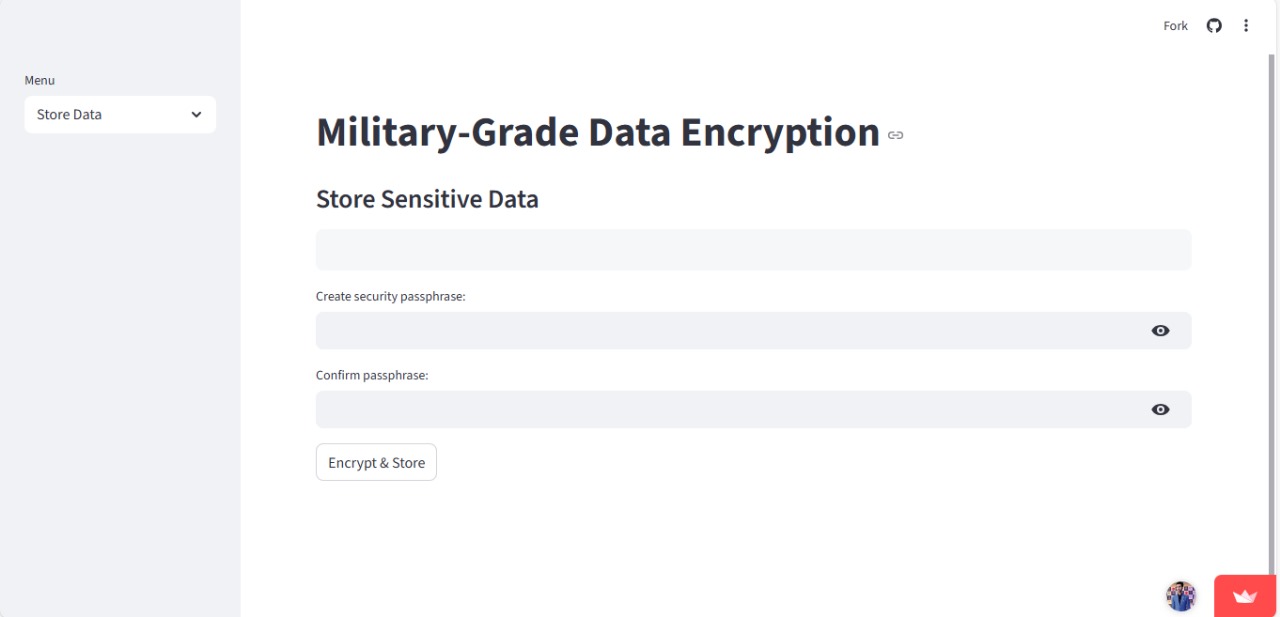 Fork
Menu
Store Data
Military-Grade Data Encryption
Store Sensitive Data
Create security passphrase:
Confirm passphrase:
Encrypt & Store